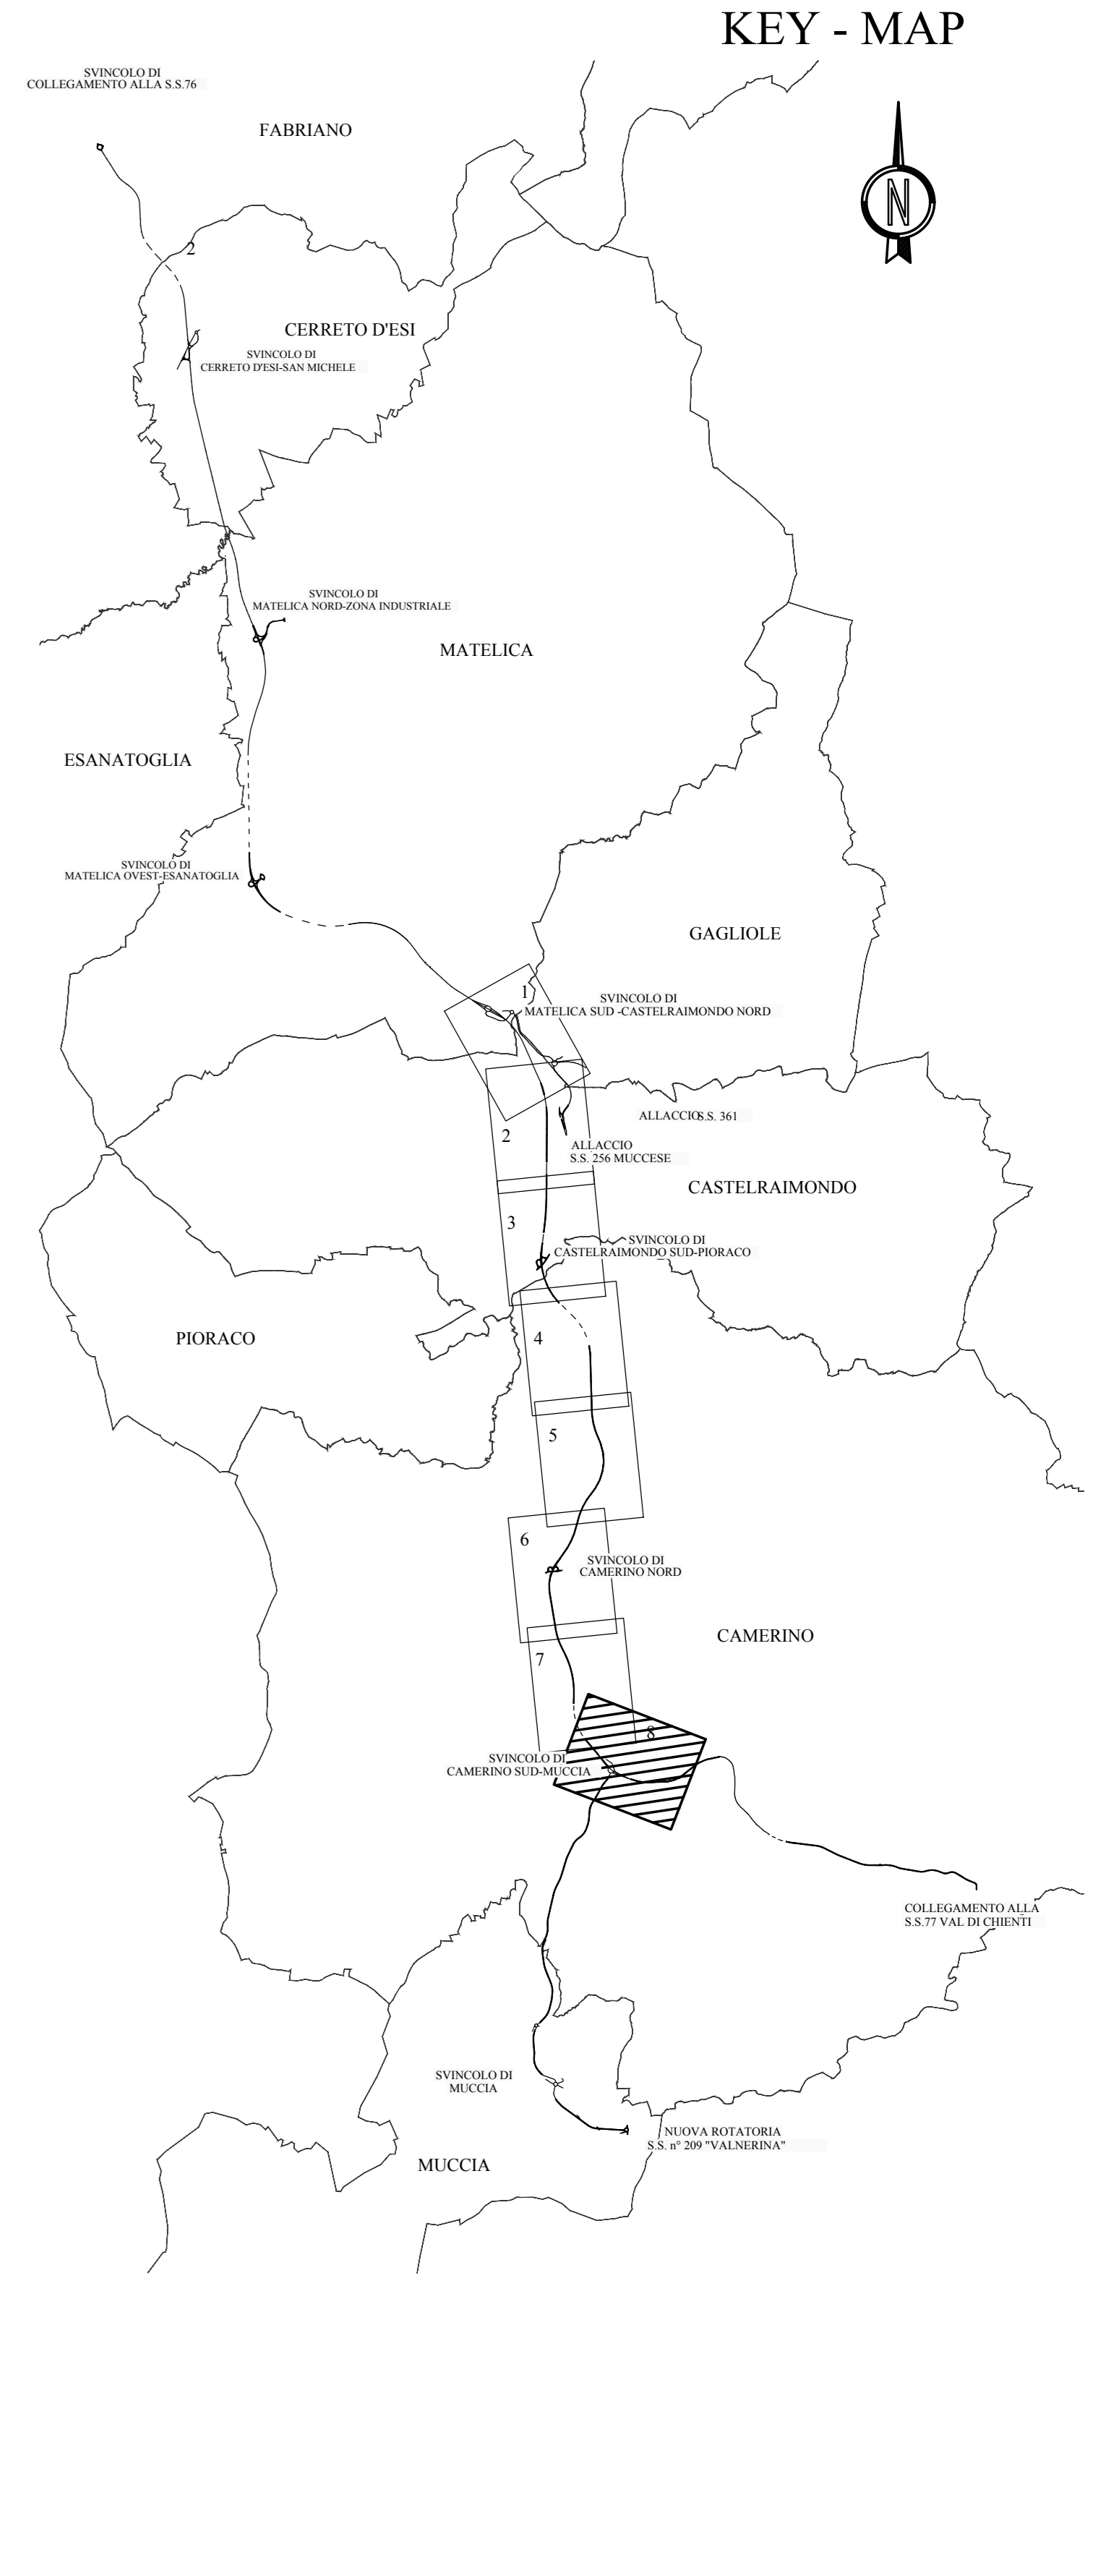 KEY - MAP
SVINCOLO DI
COLLEGAMENTO ALLA S.S.76
FABRIANO
N
2
CERRETO D'ESI
SVINCOLO DI
CERRETO D'ESI-SAN MICHELE
SVINCOLO DI
MATELICA NORD-ZONA INDUSTRIALE
MATELICA
ESANATOGLIA
SVINCOLO DI
MATELICA OVEST-ESANATOGLIA
GAGLIOLE
1
SVINCOLO DI
MATELICA SUD -CASTELRAIMONDO NORD
ALLACCIO S.S. 361
2
ALLACCIO
S.S. 256 MUCCESE
CASTELRAIMONDO
3
SVINCOLO DI
CASTELRAIMONDO SUD-PIORACO
PIORACO
4
5
6
SVINCOLO DI
CAMERINO NORD
CAMERINO
7
8
SVINCOLO DI
CAMERINO SUD-MUCCIA
COLLEGAMENTO ALLA
S.S.77 VAL DI CHIENTI
SVINCOLO DI
MUCCIA
NUOVA ROTATORIA
S.S. n° 209 "VALNERINA"
MUCCIA